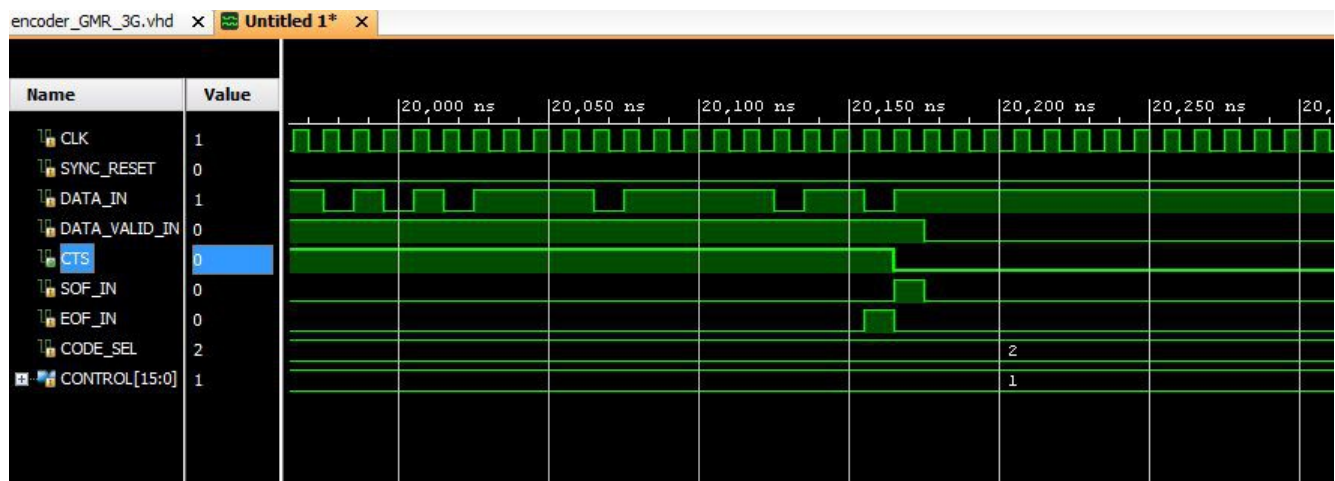 encoder_GMR_3G.vhd x Untitled 1* x
Name Value
20,000 ns 20,050 ns 20,100 ns 20,150 ns 20,200 ns 20,250 ns 20,
CLK 1
SYNC_RESET 0
DATA_IN 1
DATA_VALID_IN 0
CTS 0
SOF_IN 0
EOF_IN 0
CODE_SEL 2 2
CONTROL[15:0] 1 1